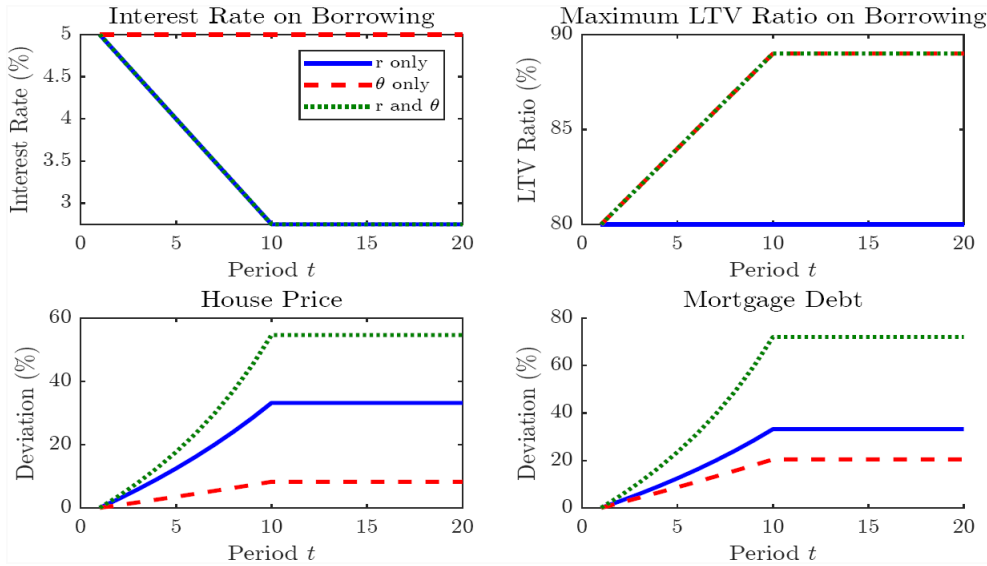 Interest Rate on Borrowing
Interest Rate (%)
5
4.5
4
3.5
3
r only
θ only
r and θ
0
5
10
15
20
Period t
Maximum LTV Ratio on Borrowing
LTV Ratio (%)
90
85
80
0
5
10
15
20
Period t
House Price
Deviation (%)
60
40
20
0
0
5
10
15
20
Period t
Mortgage Debt
Deviation (%)
80
60
40
20
0
0
5
10
15
20
Period t